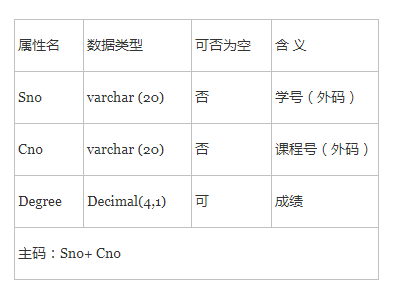 属性名 数据类型 可否为空 含 义
Sno varchar (20) 否 学号（外码）
Cno varchar (20) 否 课程号（外码）
Degree Decimal(4,1) 可 成绩
主码：Sno+ Cno